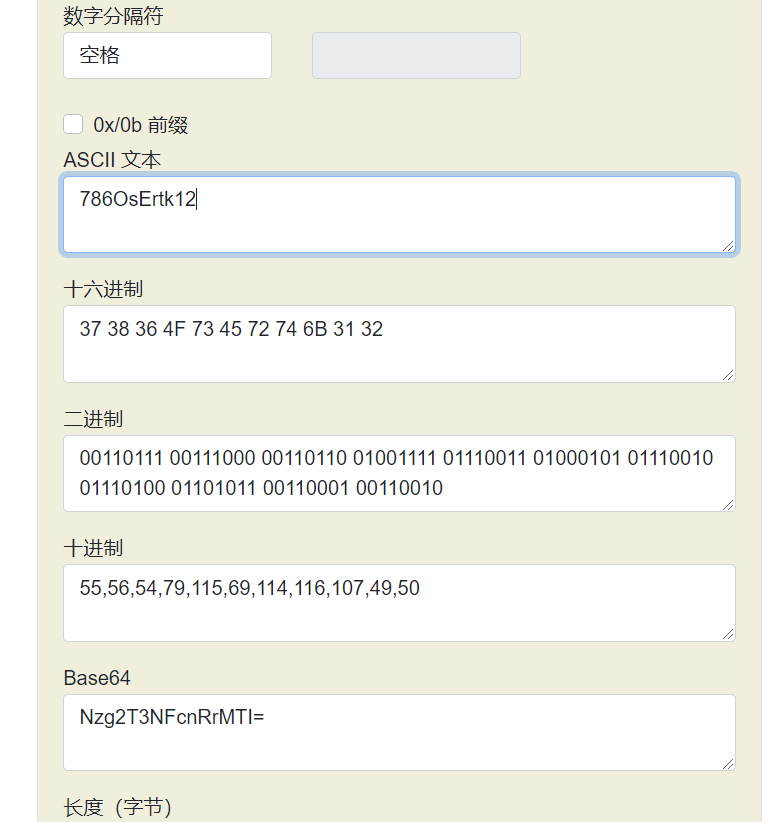 数字分隔符
空格
0x/0b 前缀
ASCII 文本
786OsErtk12
十六进制
37 38 36 4F 73 45 72 74 6B 31 32
二进制
00110111 00111000 00110110 01001111 01110011 01000101 01110010
01110100 01101011 00110001 00110010
十进制
55,56,54,79,115,69,114,116,107,49,50
Base64
Nzg2T3NFcnRrMTI=
长度（字节）